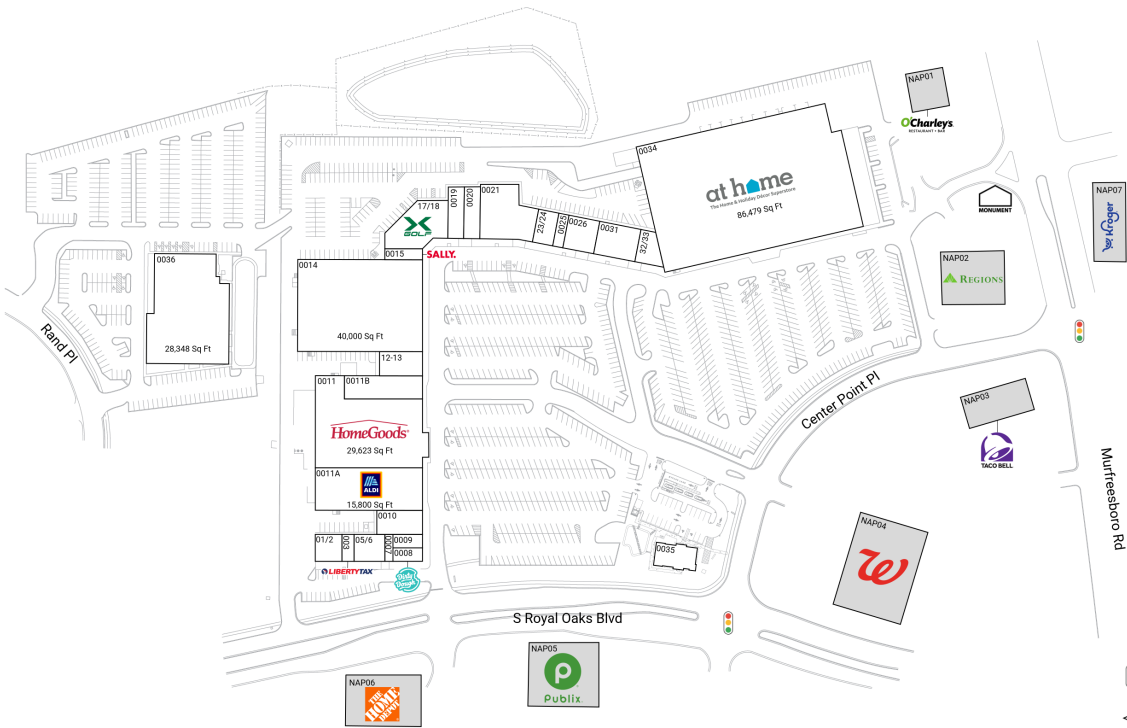 NAP01
O'Charleys
RESTAURANT + BAR
0034
at home
The Home & Holiday Décor Superstore
86,479 Sq Ft
MONUMENT
NAP07
Kroger
17/18
X GOLF
0019
0020
0021
23/24
0025
0026
0031
32/33
0015
SALLY.
NAP02
REGIONS
0036
28,348 Sq Ft
0014
40,000 Sq Ft
Rand Pl
12-13
0011
0011B
HomeGoods
29,623 Sq Ft
0011A
ALDI
15,800 Sq Ft
0010
01/2
003
05/6
0007
0009
0008
LIBERTYTAX
Center Point Pl
NAP03
TACO BELL
Murfreesboro Rd
NAP04
W
0035
S Royal Oaks Blvd
NAP05
P
Publix.
NAP06
THE
HOME
DEPOT